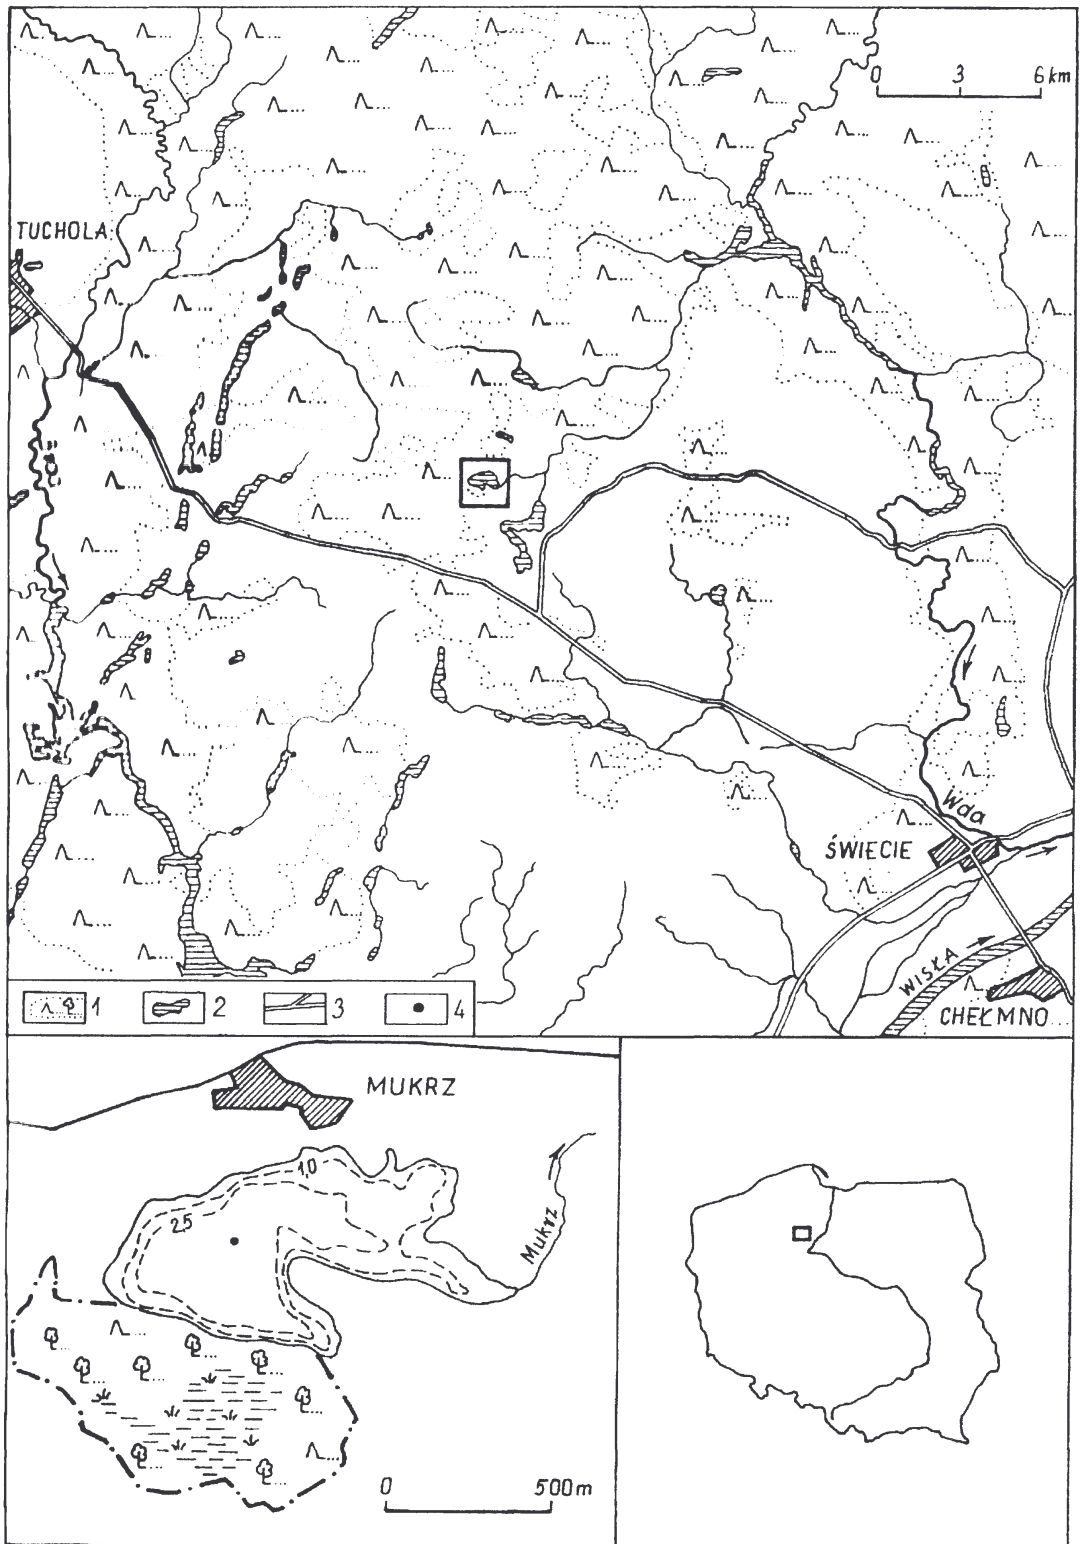 0 3 6 km
TUCHOLA
Wda
ŚWIECIE
WISŁA
CHEŁMNO
1 2 3 4
MUKRZ
1,0
2,5
Mukrz
0 500m